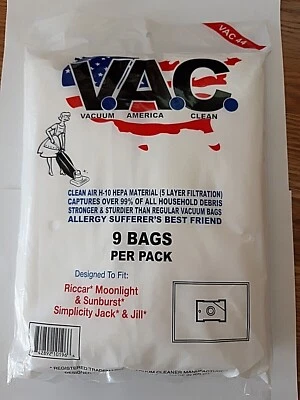 VAC 44
V.A.C.
VACUUM AMERICA CLEAN
CLEAN AIR H-10 HEPA MATERIAL (5 LAYER FILTRATION)
CAPTURES OVER 99% OF ALL HOUSEHOLD DEBRIS
STRONGER & STURDIER THAN REGULAR VACUUM BAGS
ALLERGY SUFFERER'S BEST FRIEND
9 BAGS
PER PACK
Designed To Fit:
Riccar* Moonlight
& Sunburst*
Simplicity Jack* & Jill*
* REGISTERED
CLEANER